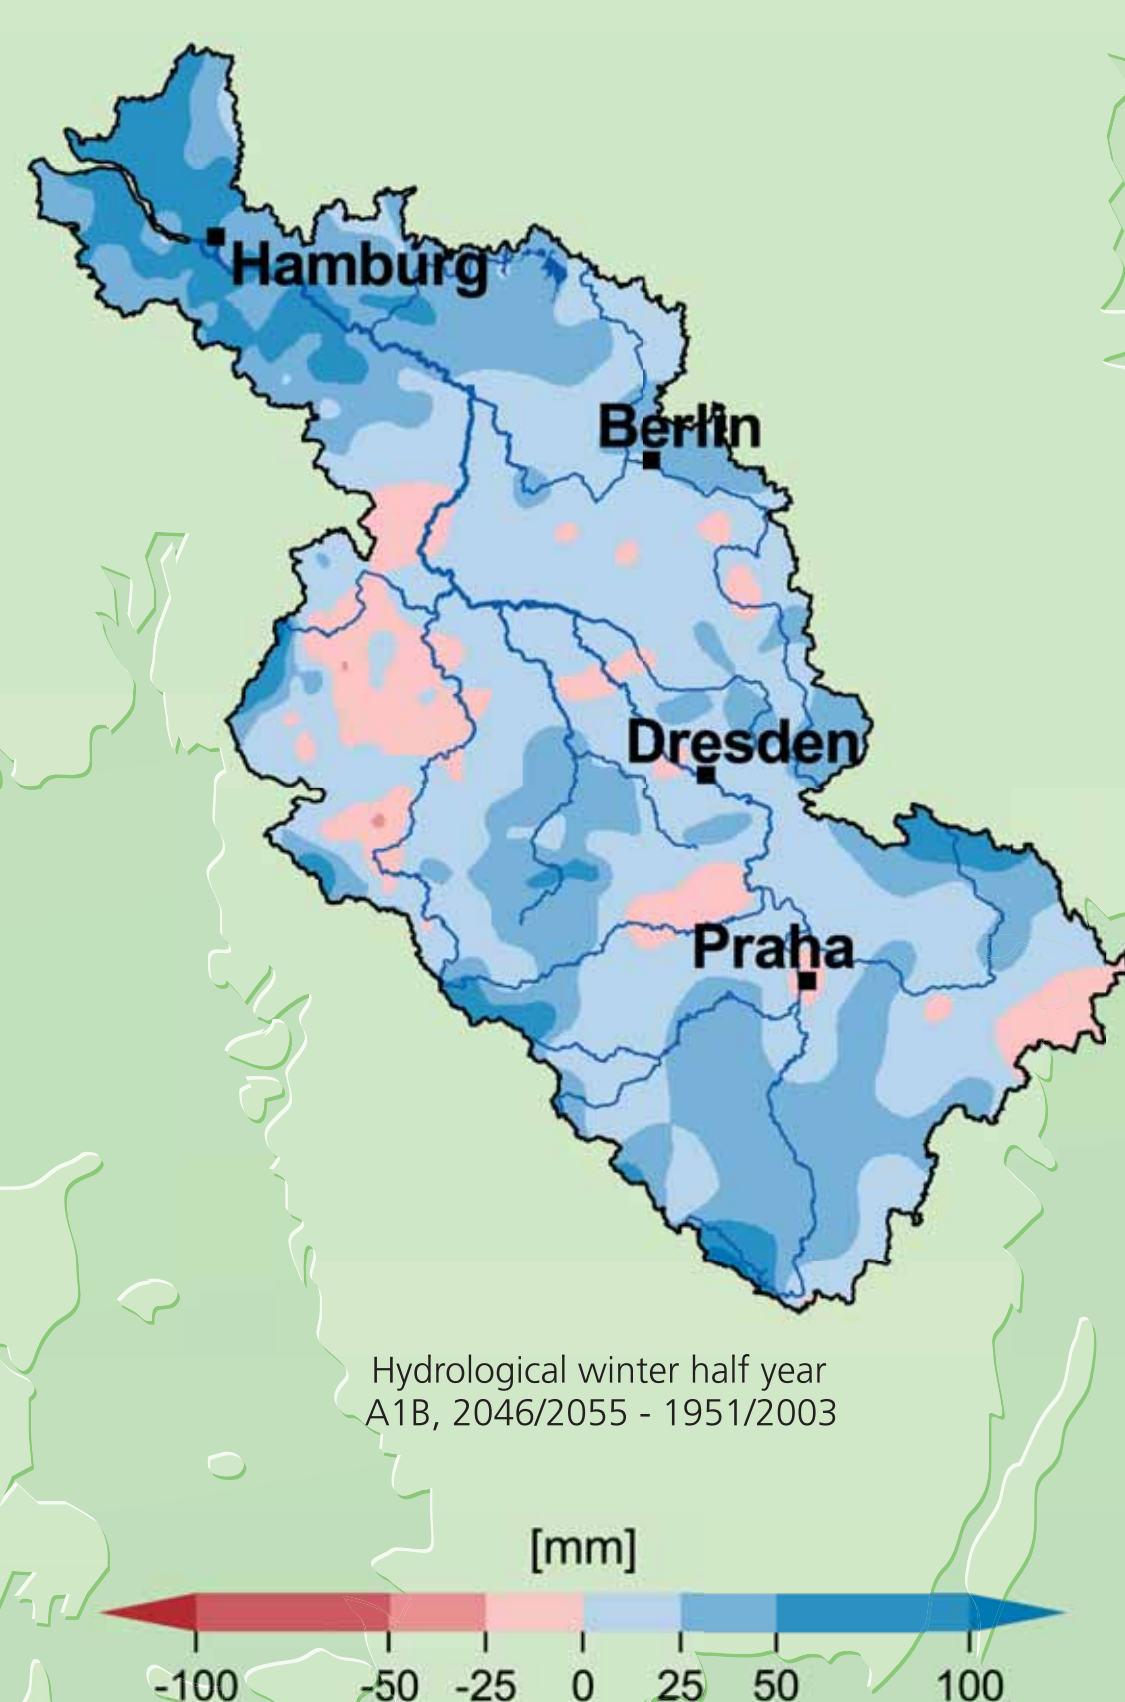 Hamburg
Berlin
Dresden
Praha
Hydrological winter half year
A1B, 2046/2055 - 1951/2003
[mm]
-100 -50 -25 0 25 50 100